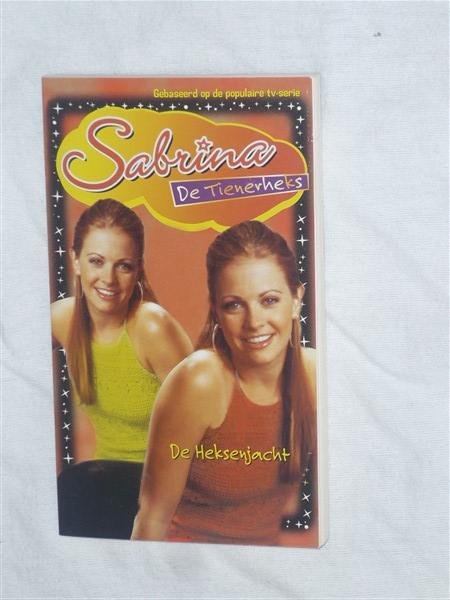 Gebaseerd op de populaire tv-serie
Sabrina
De Tienerheks
De Heksenjacht